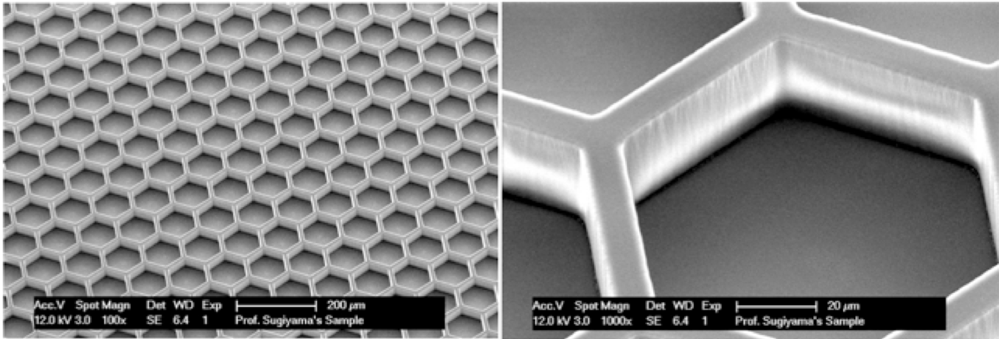 Acc.V Spot Magn Det WD Exp 200 µm
12.0 kV 3.0 100x SE 6.4 1 Prof. Sugiyama's Sample
Acc.V Spot Magn Det WD Exp 20 µm
12.0 kV 3.0 1000x SE 6.4 1 Prof. Sugiyama's Sample